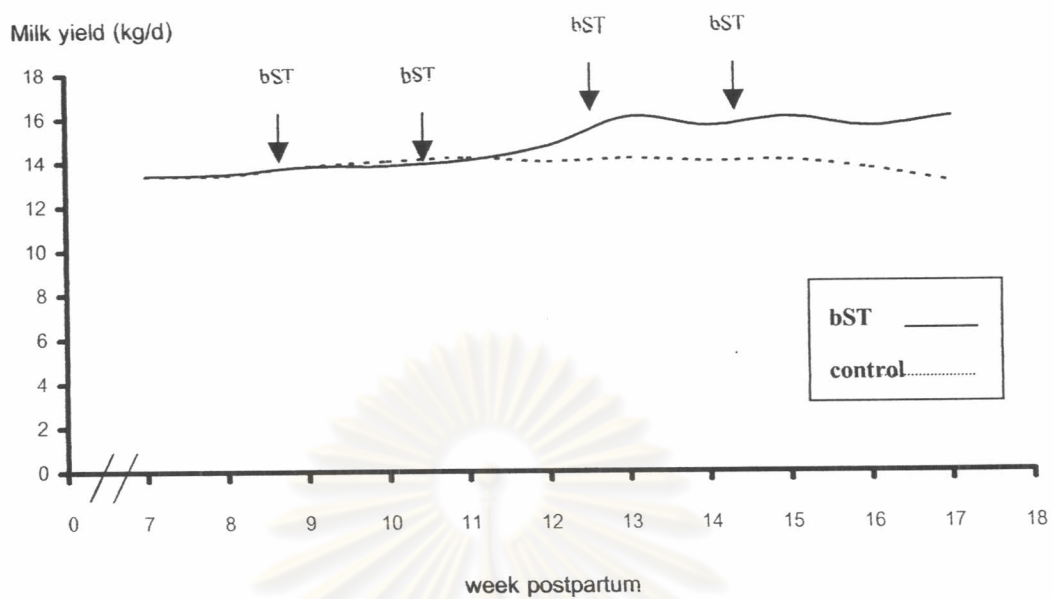 Milk yield (kg/d)
bST
bST
bST
bST
18
16
14
12
10
8
6
4
2
0
bST
control
0 7 8 9 10 11 12 13 14 15 16 17 18
week postpartum